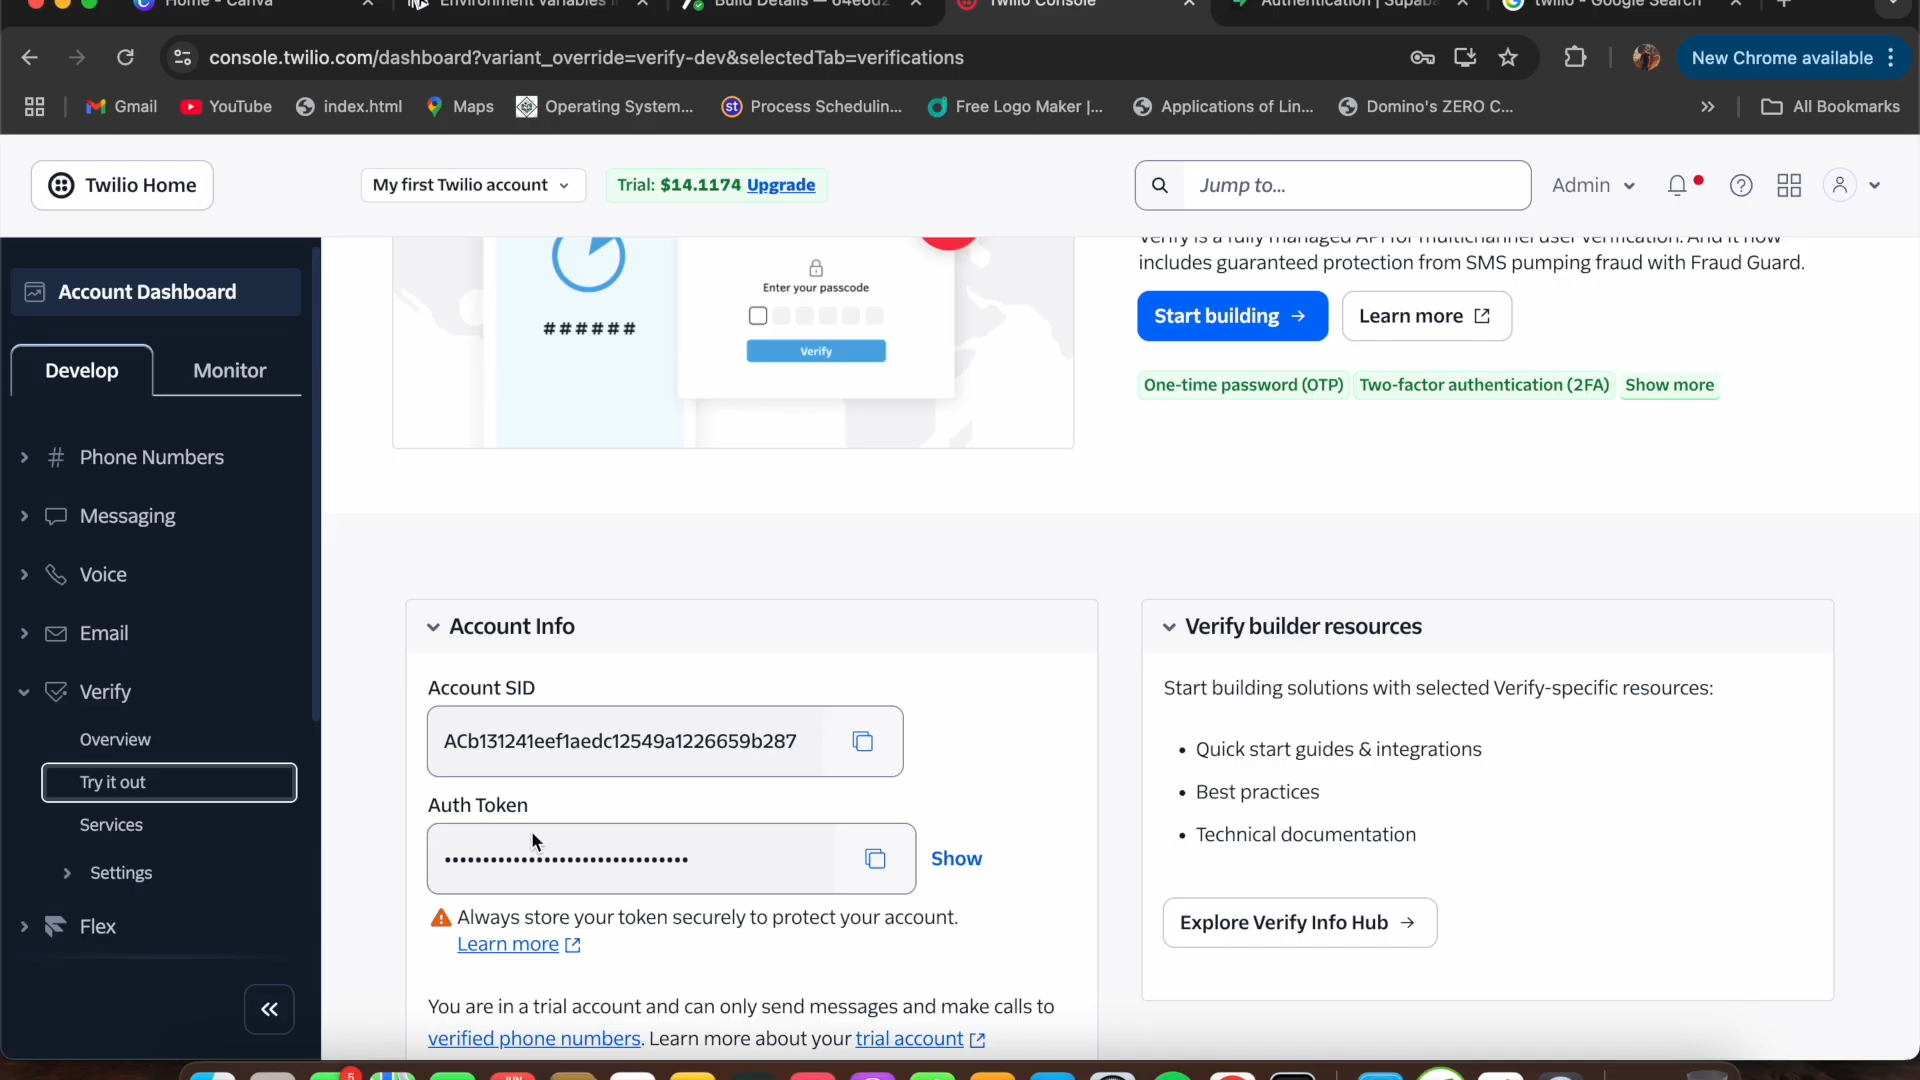 Home - Canva
Environment Variables
Build Details —
Twilio Console
Authentication | Supab
twilio - Google Search
console.twilio.com/dashboard?variant_override=verify-dev&selectedTab=verifications
New Chrome available
Gmail
YouTube
index.html
Maps
Operating System...
Process Schedulin...
Free Logo Maker |...
Applications of Lin...
Domino's ZERO C...
All Bookmarks
Twilio Home
My first Twilio account
Trial: $14.1174 Upgrade
Jump to...
Admin
Account Dashboard
Develop
Monitor
Phone Numbers
Messaging
Voice
Email
Verify
Overview
Try it out
Services
Settings
Flex
######
Enter your passcode
Verify
Verify is a fully managed API for multichannel user verification. And it now
includes guaranteed protection from SMS pumping fraud with Fraud Guard.
Start building →
Learn more
One-time password (OTP)
Two-factor authentication (2FA)
Show more
Account Info
Account SID
ACb131241eef1aedc12549a1226659b287
Auth Token
••••••••••••••••••••••••••••••••
Show
Always store your token securely to protect your account.
Learn more
You are in a trial account and can only send messages and make calls to
verified phone numbers. Learn more about your trial account
Verify builder resources
Start building solutions with selected Verify-specific resources:
• Quick start guides & integrations
• Best practices
• Technical documentation
Explore Verify Info Hub →
5